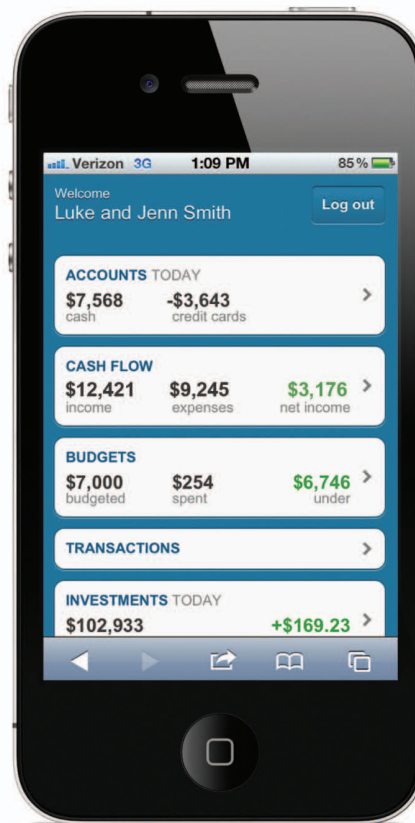 Verizon 3G 1:09 PM 85%
Welcome
Luke and Jenn Smith Log out
ACCOUNTS TODAY
$7,568 -$3,643
cash credit cards
CASH FLOW
$12,421 $9,245 $3,176
income expenses net income
BUDGETS
$7,000 $254 $6,746
budgeted spent under
TRANSACTIONS
INVESTMENTS TODAY
$102,933 +$169.23